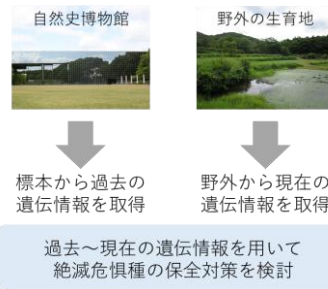 自然史博物館
野外の生育地
標本から過去の
遺伝情報を取得
野外から現在の
遺伝情報を取得
過去～現在の遺伝情報を用いて
絶滅危惧種の保全対策を検討